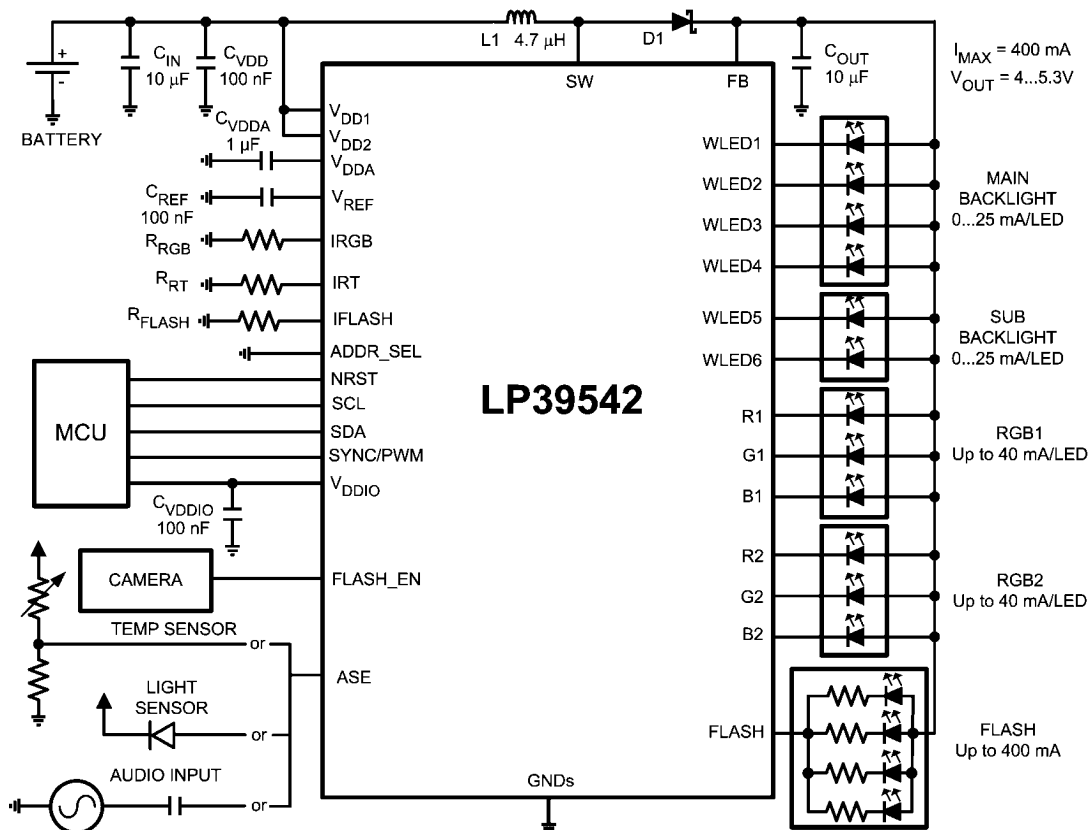 L1 4.7 µH
D1
+
-
BATTERY
C_IN
10 µF
C_VDD
100 nF
SW
FB
C_OUT
10 µF
I_MAX = 400 mA
V_OUT = 4...5.3V
C_VDDA
1 µF
V_DD1
V_DD2
V_DDA
C_REF
100 nF
V_REF
R_RGB
IRGB
R_RT
IRT
R_FLASH
IFLASH
ADDR_SEL
MCU
NRST
SCL
SDA
SYNC/PWM
V_DDIO
C_VDDIO
100 nF
CAMERA
FLASH_EN
TEMP SENSOR
or
ASE
LIGHT
SENSOR
or
AUDIO INPUT
or
LP39542
GNDs
WLED1
WLED2
WLED3
WLED4
MAIN
BACKLIGHT
0...25 mA/LED
WLED5
WLED6
SUB
BACKLIGHT
0...25 mA/LED
R1
G1
B1
RGB1
Up to 40 mA/LED
R2
G2
B2
RGB2
Up to 40 mA/LED
FLASH
FLASH
Up to 400 mA